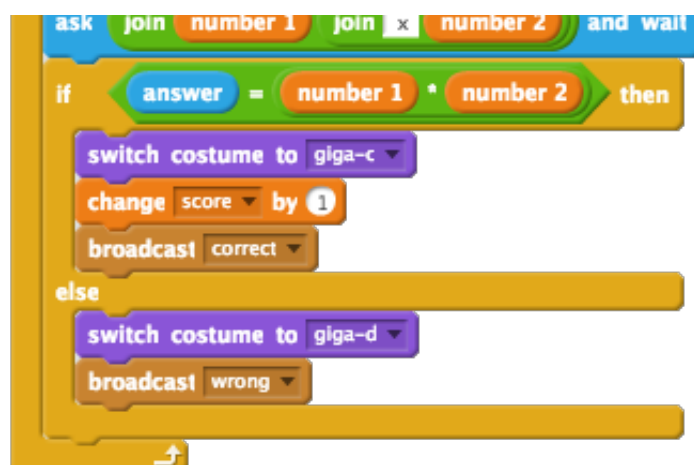 ask join number 1 join x number 2 and wait
if answer = number 1 * number 2 then
switch costume to giga-c
change score by 1
broadcast correct
else
switch costume to giga-d
broadcast wrong